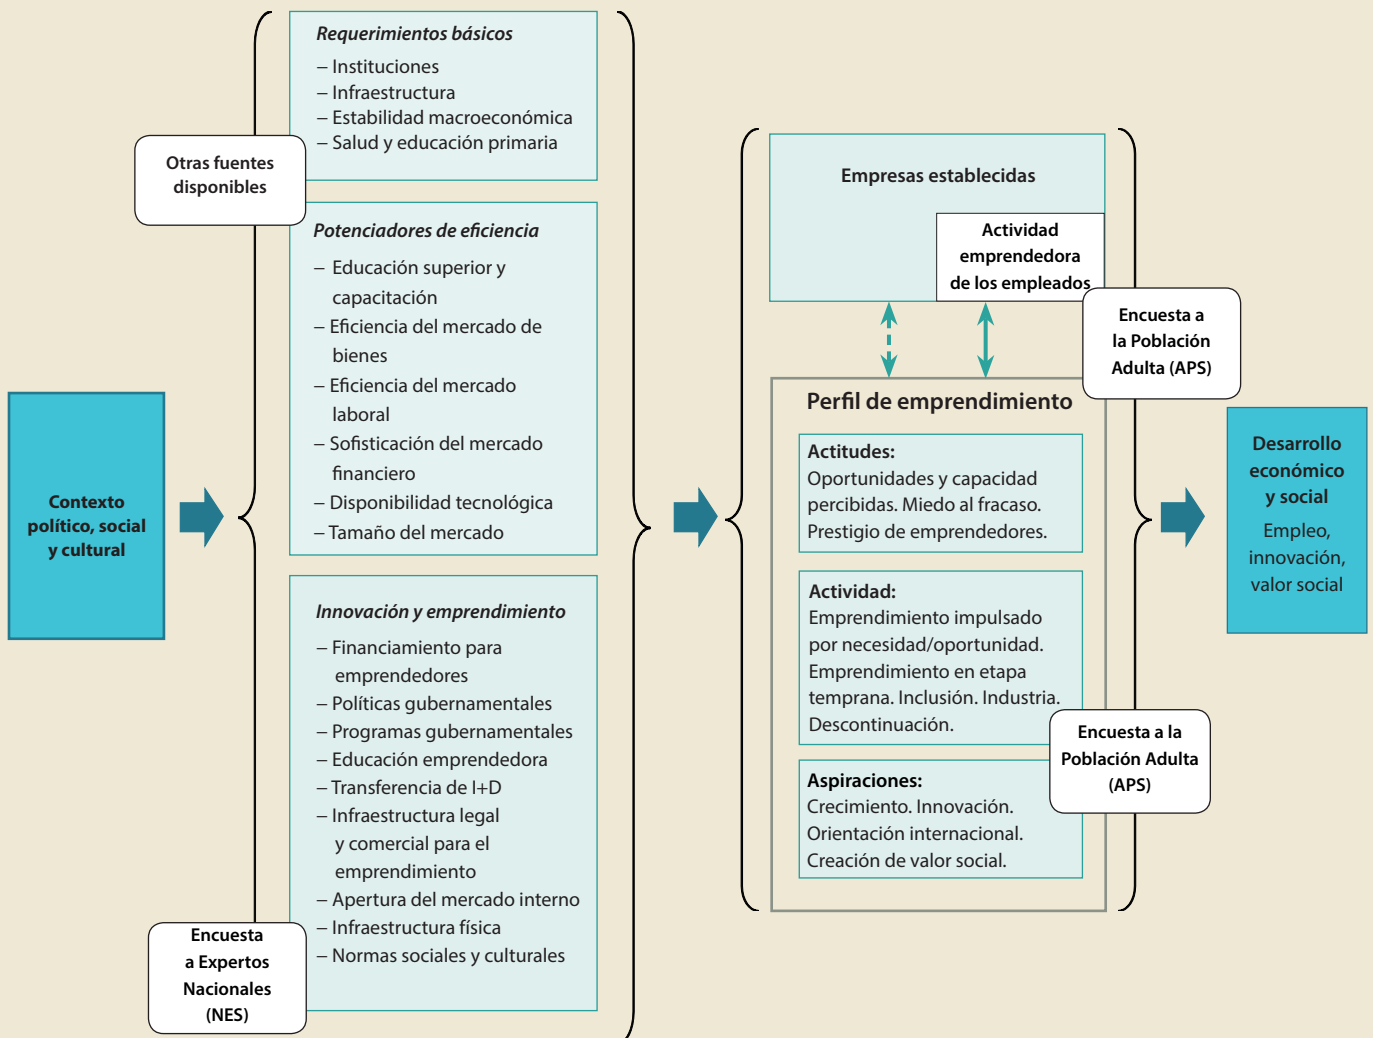 Contexto
político, social
y cultural
Otras fuentes
disponibles
Requerimientos básicos
– Instituciones
– Infraestructura
– Estabilidad macroeconómica
– Salud y educación primaria
Potenciadores de eficiencia
– Educación superior y
capacitación
– Eficiencia del mercado de
bienes
– Eficiencia del mercado
laboral
– Sofisticación del mercado
financiero
– Disponibilidad tecnológica
– Tamaño del mercado
Innovación y emprendimiento
– Financiamiento para
emprendedores
– Políticas gubernamentales
– Programas gubernamentales
– Educación emprendedora
– Transferencia de I+D
– Infraestructura legal
y comercial para el
emprendimiento
– Apertura del mercado interno
– Infraestructura física
– Normas sociales y culturales
Encuesta
a Expertos
Nacionales
(NES)
Empresas establecidas
Actividad
emprendedora
de los empleados
Encuesta a
la Población
Adulta (APS)
Perfil de emprendimiento
Actitudes:
Oportunidades y capacidad
percibidas. Miedo al fracaso.
Prestigio de emprendedores.
Actividad:
Emprendimiento impulsado
por necesidad/oportunidad.
Emprendimiento en etapa
temprana. Inclusión. Industria.
Descontinuación.
Encuesta a la
Población Adulta
(APS)
Aspiraciones:
Crecimiento. Innovación.
Orientación internacional.
Creación de valor social.
Desarrollo
económico
y social
Empleo,
innovación,
valor social